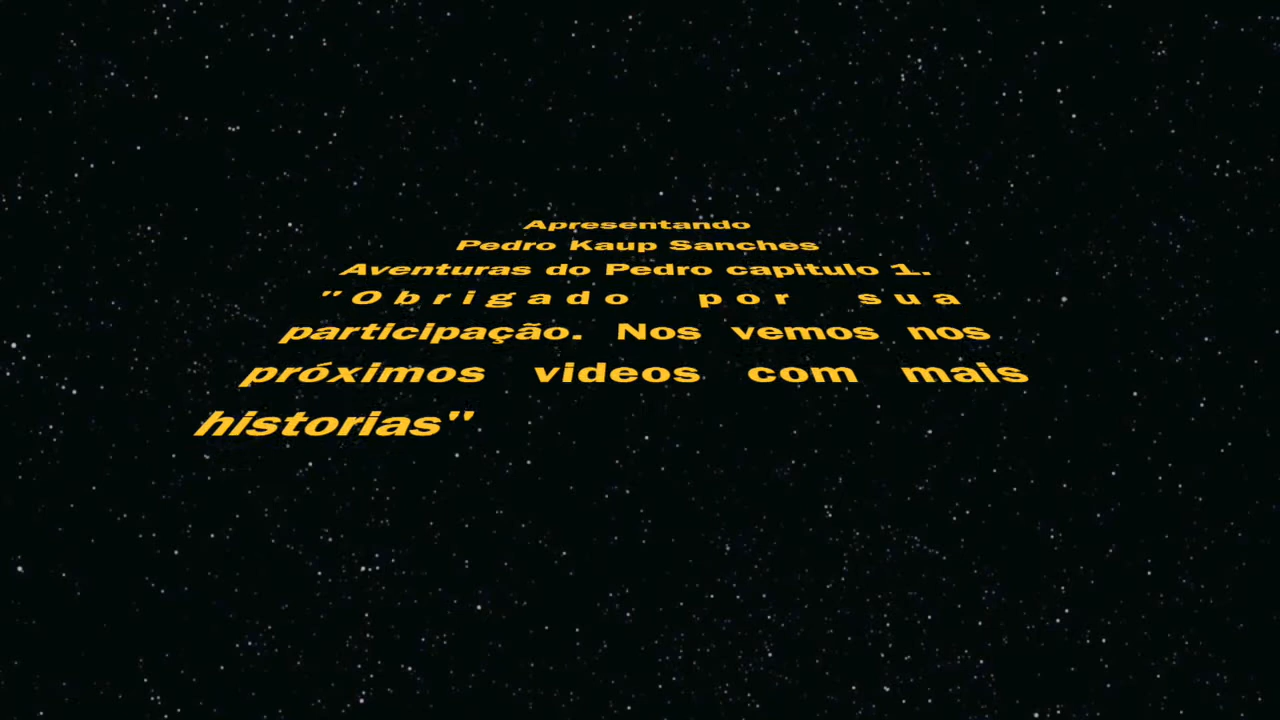 Apresentando
Pedro Kaup Sanches
Aventuras do Pedro capitulo 1.
"Obrigado por sua
participação. Nos vemos nos
próximos videos com mais
historias"